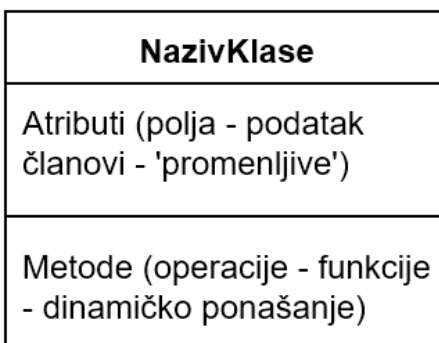 NazivKlase
Atributi (polja - podatak
članovi - 'promenljive')
Metode (operacije - funkcije
- dinamičko ponašanje)